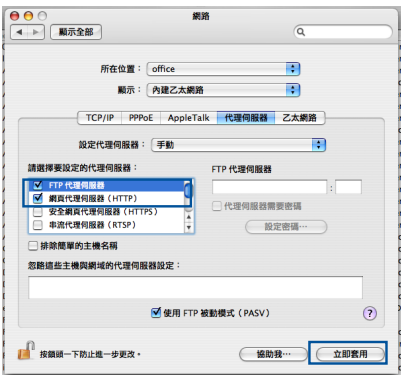 網路
顯示全部
所在位置： office
顯示： 內建乙太網路
TCP/IP PPPoE AppleTalk 代理伺服器 乙太網路
設定代理伺服器： 手動
請選擇要設定的代理伺服器： FTP 代理伺服器
FTP 代理伺服器 :
網頁代理伺服器（HTTP） 代理伺服器需要密碼
安全網頁代理伺服器（HTTPS） 設定密碼⋯
串流代理伺服器（RTSP）
排除簡單的主機名稱
忽略這些主機與網域的代理伺服器設定：
使用 FTP 被動模式（PASV） ?
按鎖頭一下防止進一步更改。 協助我⋯ 立即套用